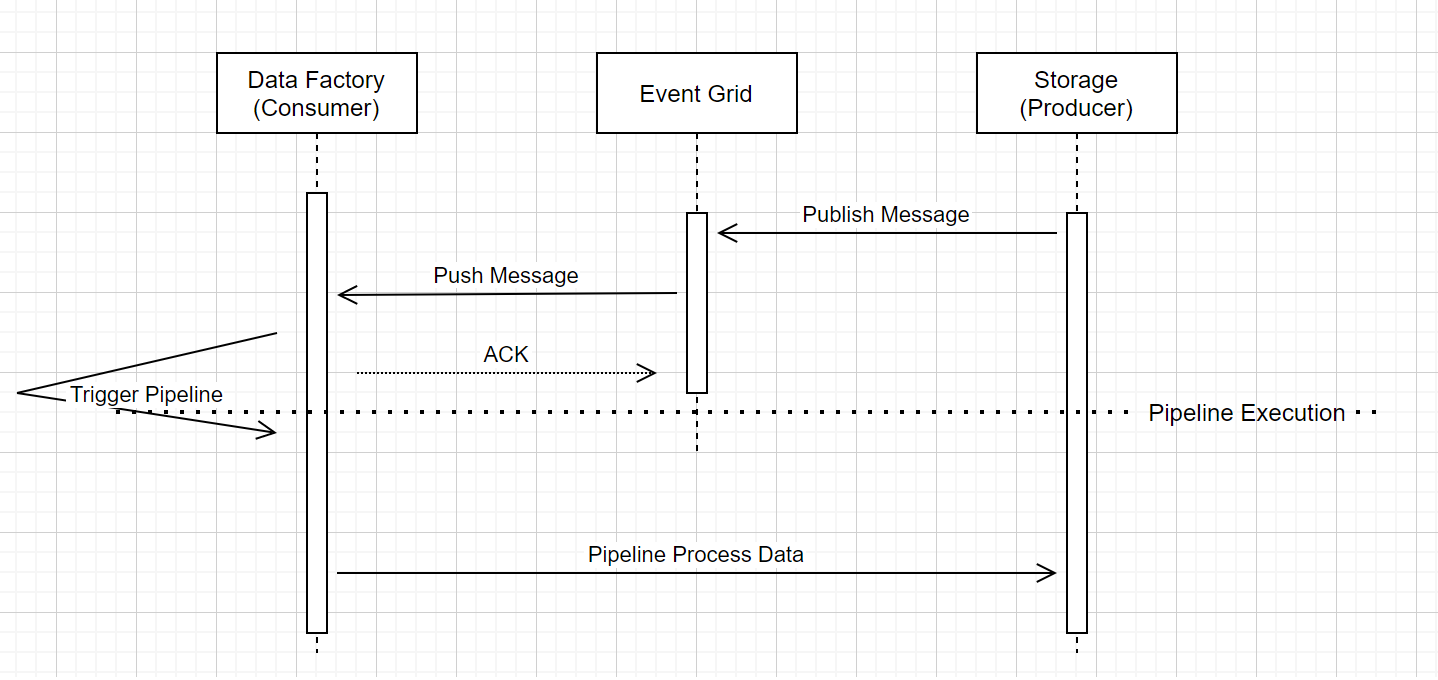 Data Factory
(Consumer)
Event Grid
Storage
(Producer)
Publish Message
Push Message
ACK
Trigger Pipeline
Pipeline Execution
Pipeline Process Data